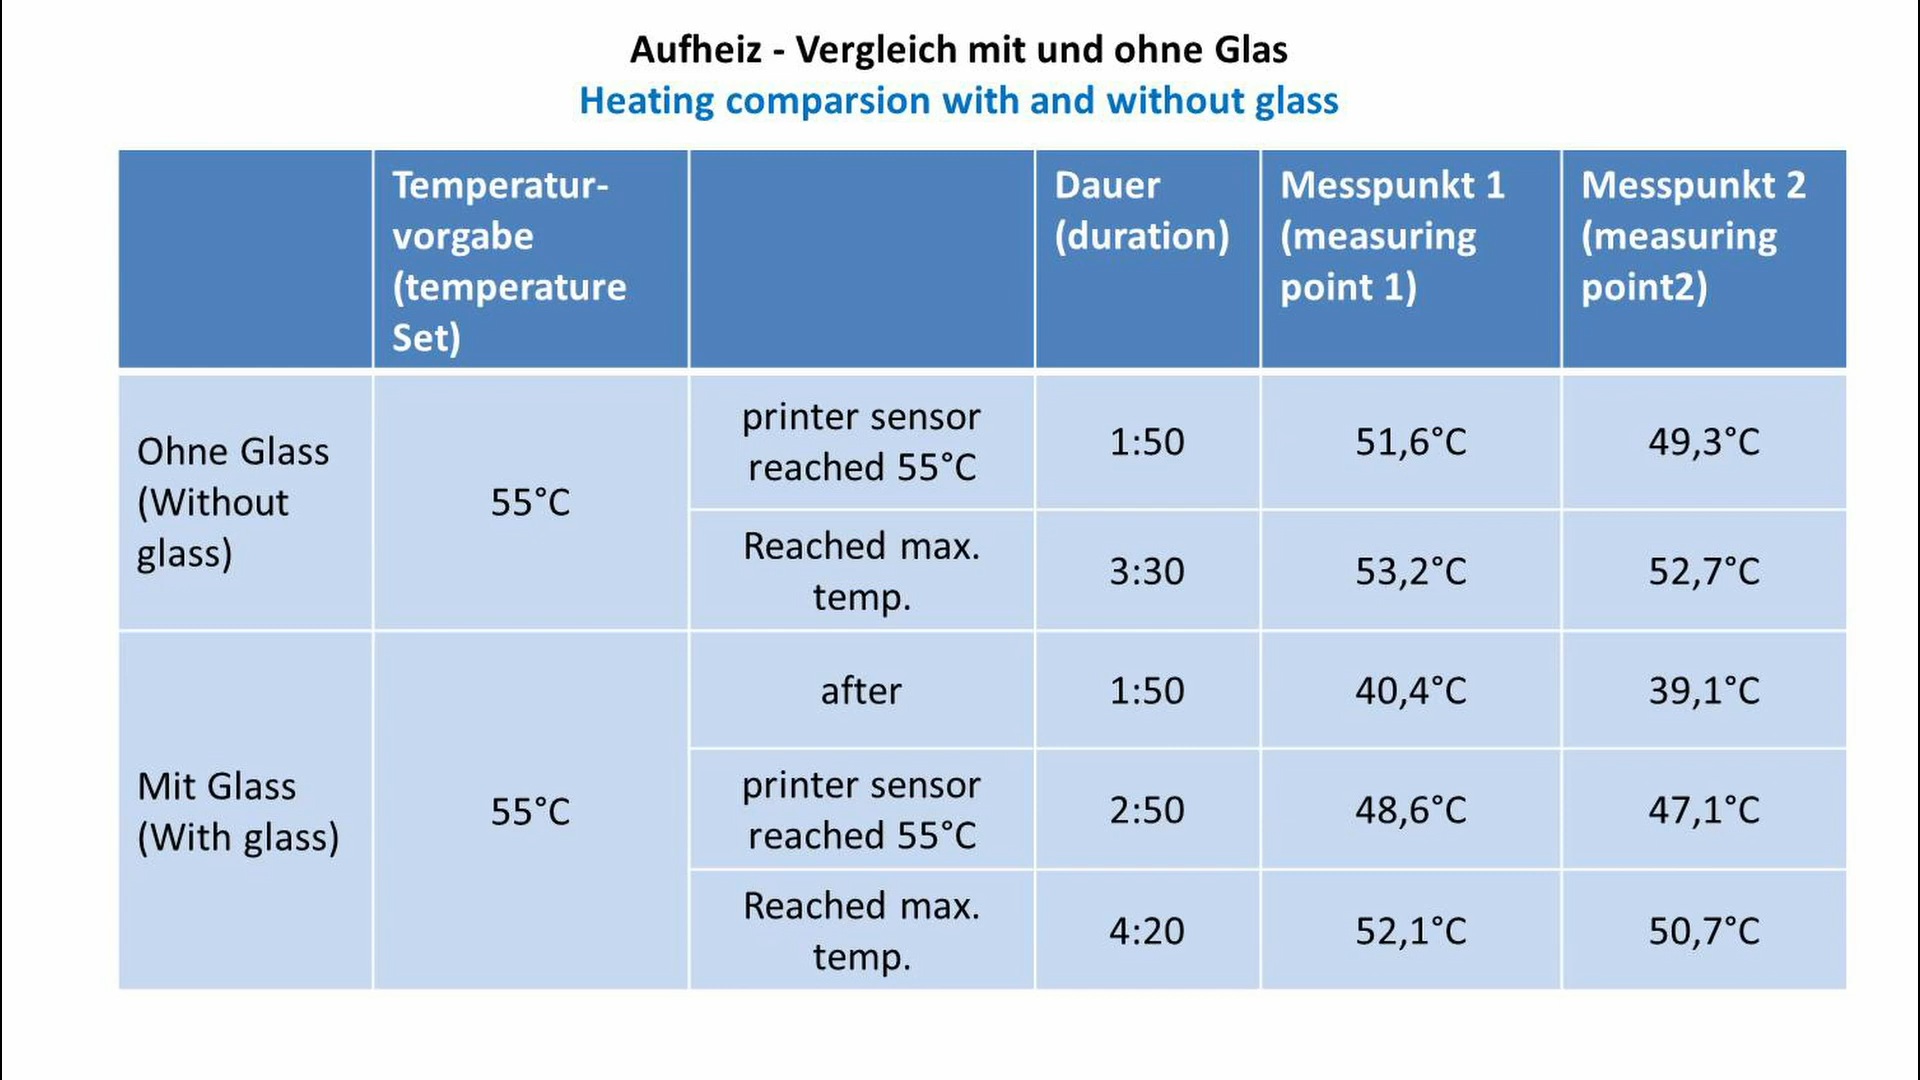 Aufheiz - Vergleich mit und ohne Glas
Heating comparsion with and without glass
Temperatur-
vorgabe
(temperature
Set)
Dauer
(duration)
Messpunkt 1
(measuring
point 1)
Messpunkt 2
(measuring
point2)
Ohne Glass
(Without
glass)
55°C
printer sensor
reached 55°C
1:50
51,6°C
49,3°C
Reached max.
temp.
3:30
53,2°C
52,7°C
Mit Glass
(With glass)
55°C
after
1:50
40,4°C
39,1°C
printer sensor
reached 55°C
2:50
48,6°C
47,1°C
Reached max.
temp.
4:20
52,1°C
50,7°C